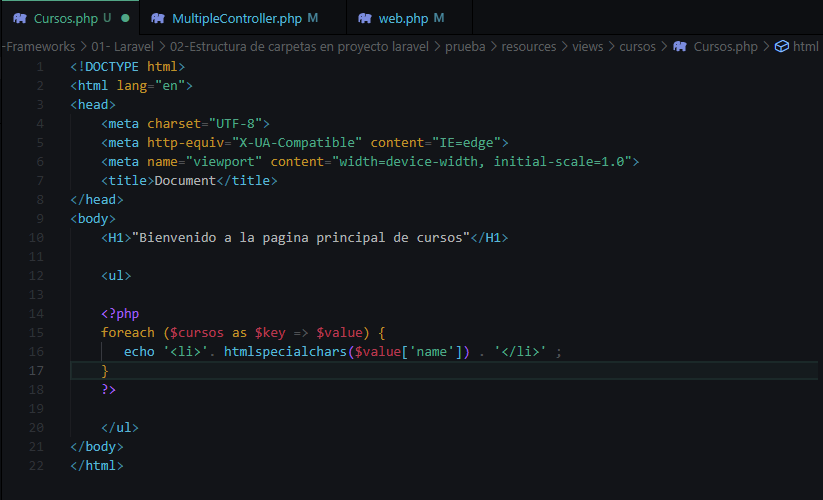 Cursos.php U MultipleController.php M web.php M
-Frameworks > 01- Laravel > 02-Estructura de carpetas en proyecto laravel > prueba > resources > views > cursos > Cursos.php > html
1 <!DOCTYPE html>
2 <html lang="en">
3 <head>
4 <meta charset="UTF-8">
5 <meta http-equiv="X-UA-Compatible" content="IE=edge">
6 <meta name="viewport" content="width=device-width, initial-scale=1.0">
7 <title>Document</title>
8 </head>
9 <body>
10 <H1>"Bienvenido a la pagina principal de cursos"</H1>
11
12 <ul>
13
14 <?php
15 foreach ($cursos as $key => $value) {
16 echo '<li>'. htmlspecialchars($value['name']) . '</li>' ;
17 }
18 ?>
19
20 </ul>
21 </body>
22 </html>